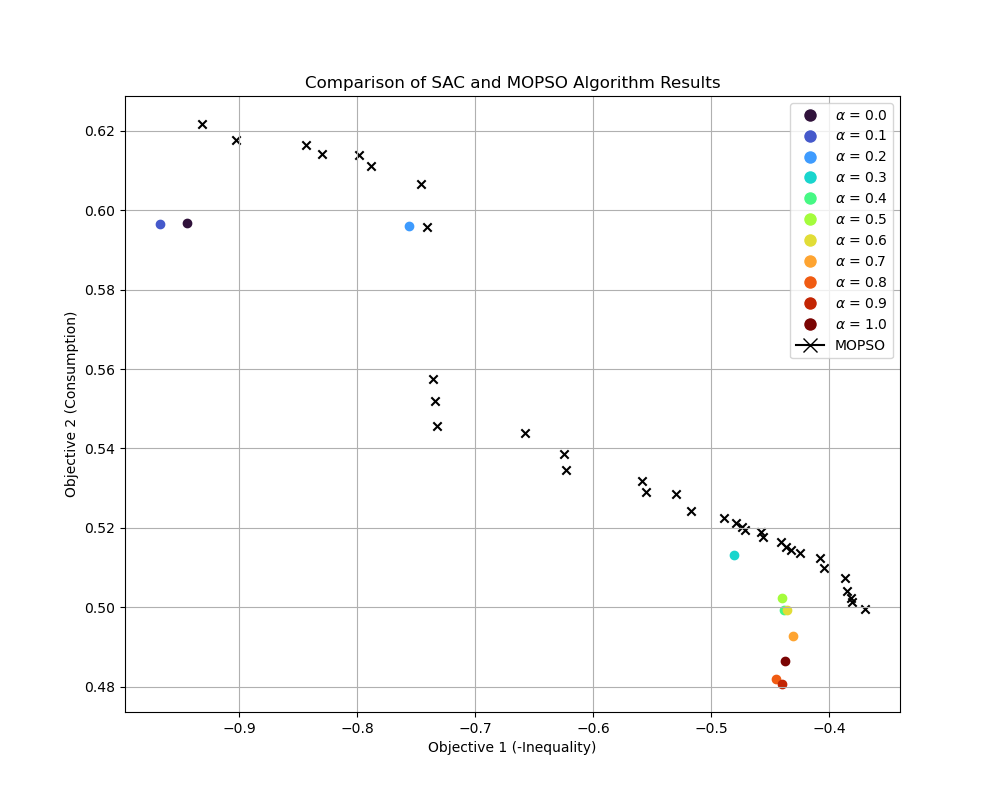 Comparison of SAC and MOPSO Algorithm Results
α = 0.0
α = 0.1
α = 0.2
α = 0.3
α = 0.4
α = 0.5
α = 0.6
α = 0.7
α = 0.8
α = 0.9
α = 1.0
MOPSO
Objective 2 (Consumption)
0.62
0.60
0.58
0.56
0.54
0.52
0.50
0.48
−0.9 −0.8 −0.7 −0.6 −0.5 −0.4
Objective 1 (-Inequality)